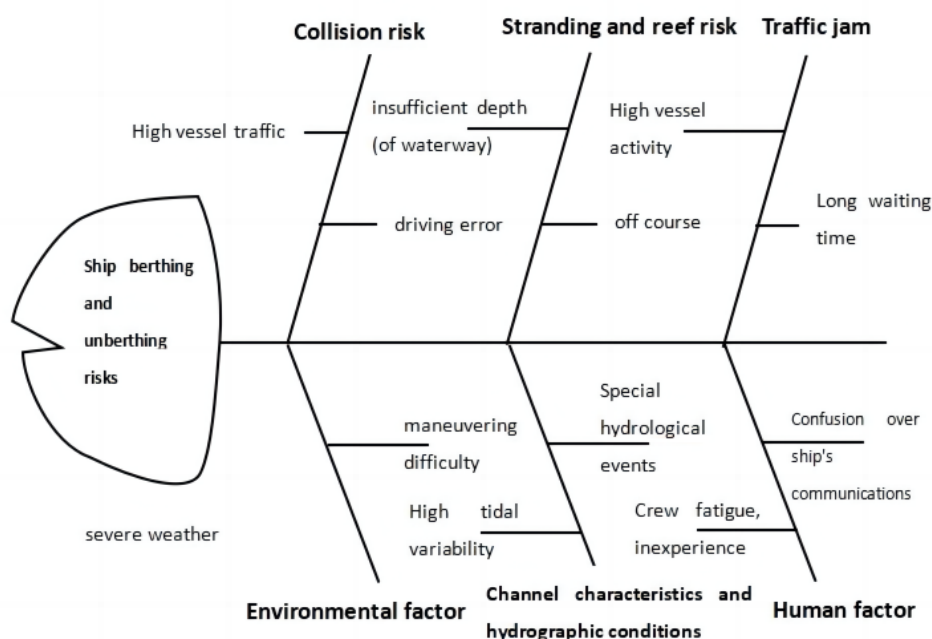 Collision risk
Stranding and reef risk
Traffic jam
High vessel traffic
insufficient depth
(of waterway)
High vessel
activity
driving error
off course
Long waiting
time
Ship berthing
and
unberthing
risks
maneuvering
difficulty
Special
hydrological
events
Confusion over
ship's
communications
severe weather
High tidal
variability
Crew fatigue,
inexperience
Environmental factor
Channel characteristics and
hydrographic conditions
Human factor